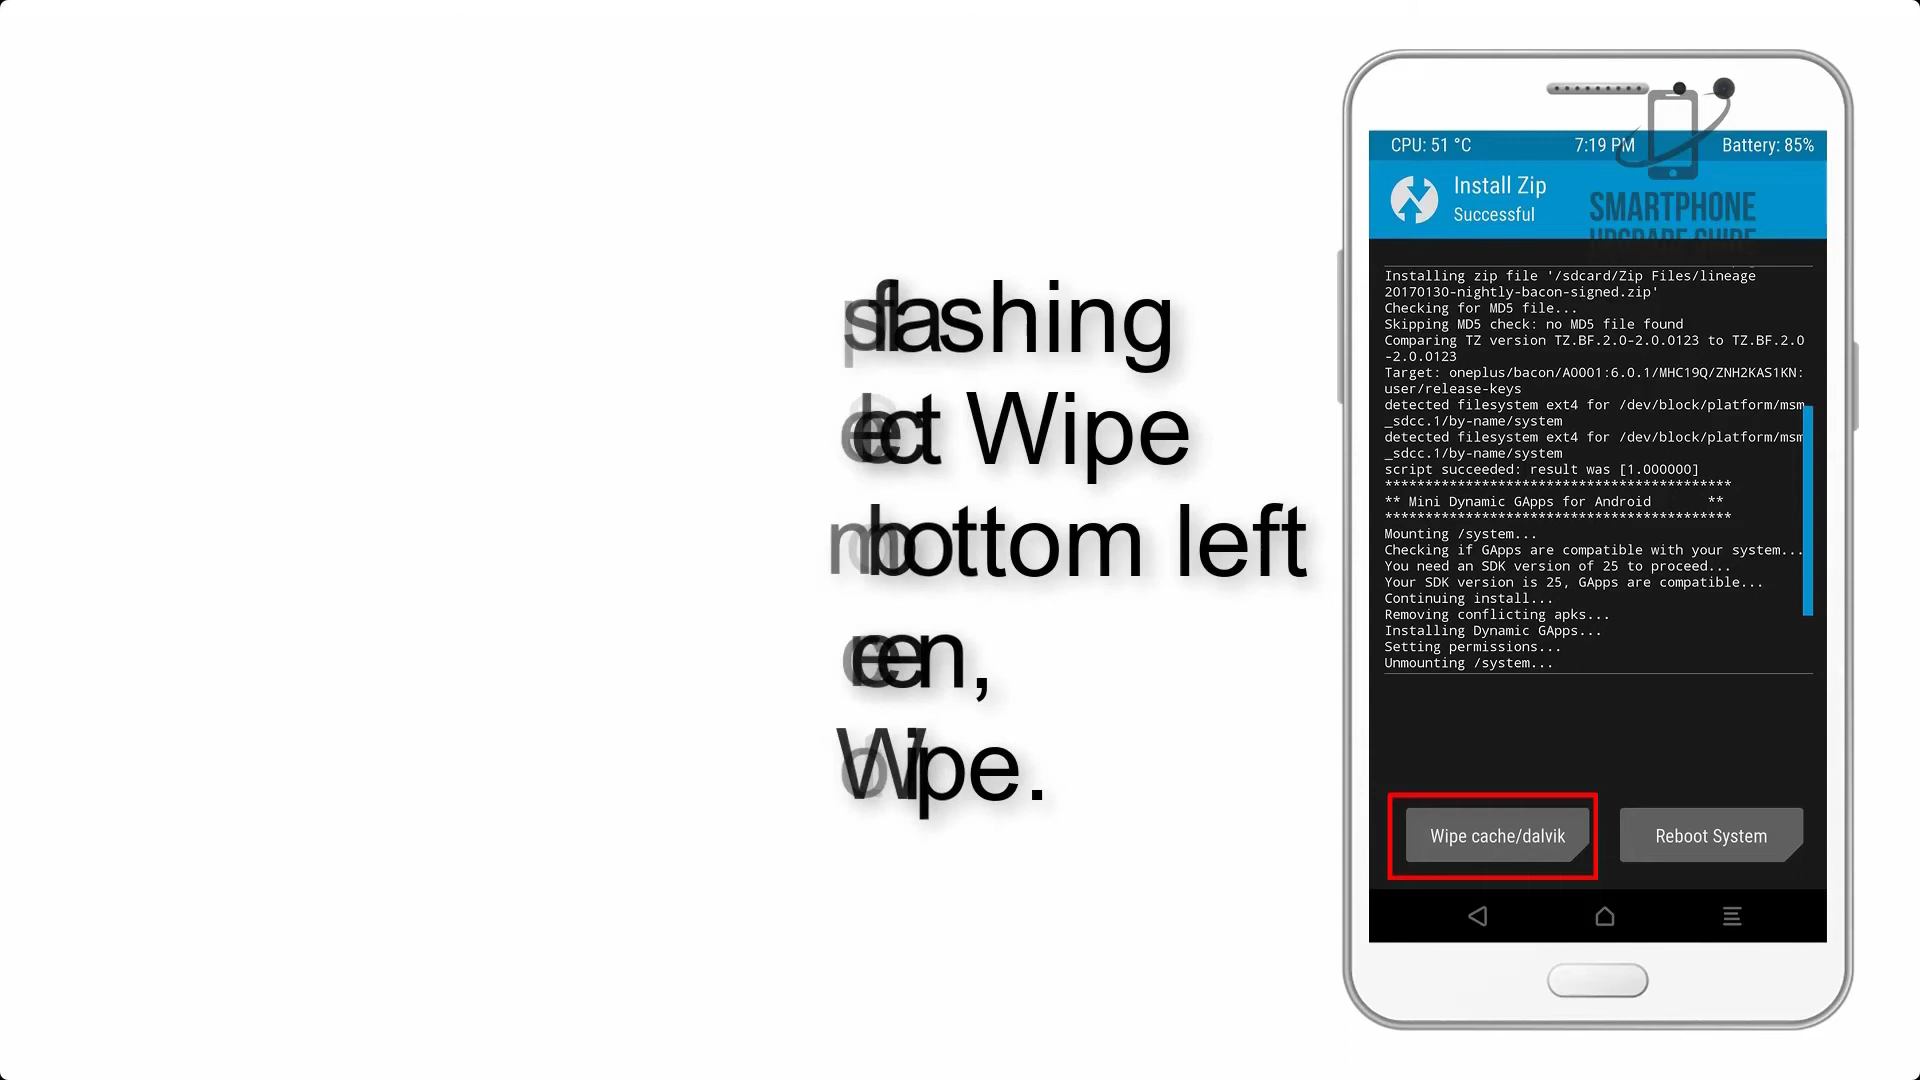 flashing
Wipe
bottom left
Wipe.
CPU: 51 °C 7:19 PM Battery: 85%
Install Zip
Successful
SMARTPHONE
UPGRADE GUIDE
Installing zip file '/sdcard/Zip Files/lineage
20170130-nightly-bacon-signed.zip'
Checking for MD5 file...
Skipping MD5 check: no MD5 file found
Comparing TZ version TZ.BF.2.0-2.0.0123 to TZ.BF.2.0
-2.0.0123
Target: oneplus/bacon/A0001:6.0.1/MHC19Q/ZNH2KAS1KN:
user/release-keys
detected filesystem ext4 for /dev/block/platform/msm
_sdcc.1/by-name/system
detected filesystem ext4 for /dev/block/platform/msm
_sdcc.1/by-name/system
script succeeded: result was [1.000000]
*******************************************
** Mini Dynamic GApps for Android **
*******************************************
Mounting /system...
Checking if GApps are compatible with your system...
You need an SDK version of 25 to proceed...
Your SDK version is 25, GApps are compatible...
Continuing install...
Removing conflicting apks...
Installing Dynamic GApps...
Setting permissions...
Unmounting /system...
Wipe cache/dalvik Reboot System